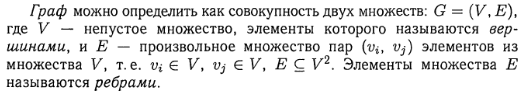 Граф можно определить как совокупность двух множеств: G = (V, E),
где V — непустое множество, элементы которого называются вер-
шинами, и E — произвольное множество пар (vᵢ, vⱼ) элементов из
множества V, т. е. vᵢ ∈ V, vⱼ ∈ V, E ⊆ V². Элементы множества E
называются ребрами.